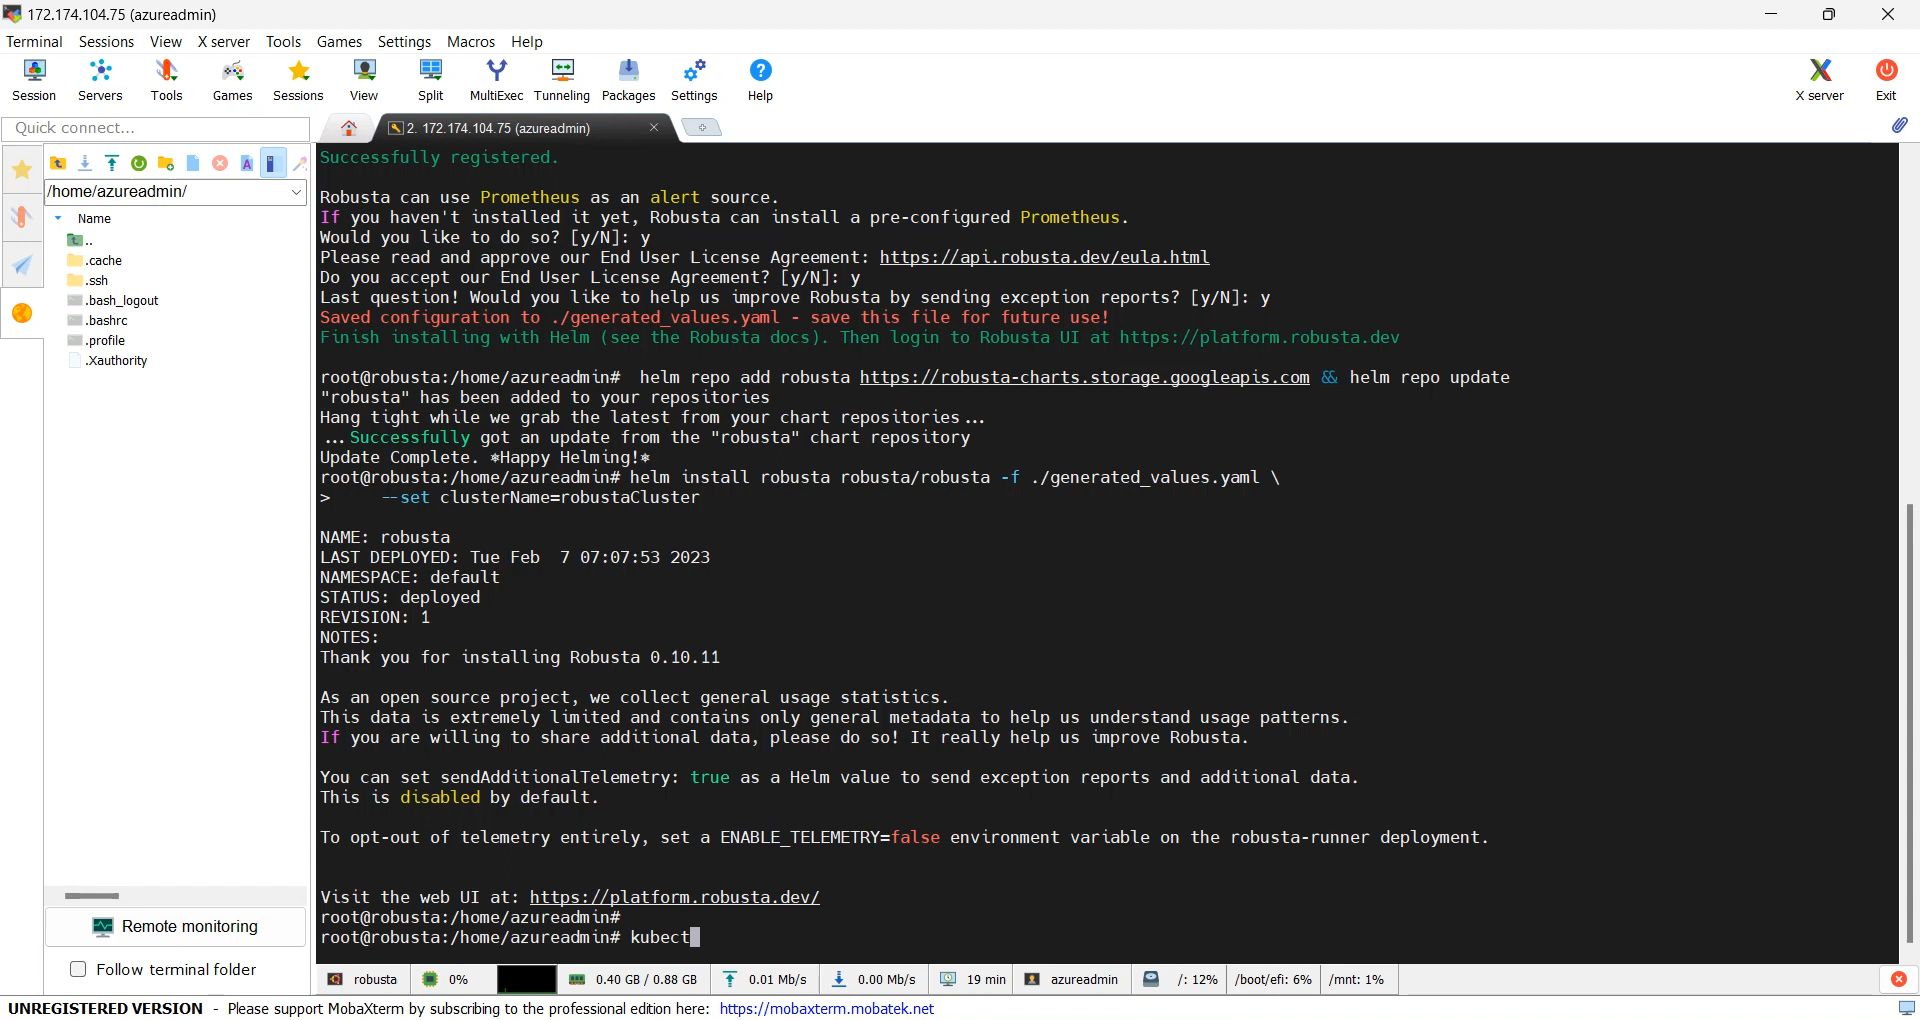 172.174.104.75 (azureadmin)
Terminal Sessions View X server Tools Games Settings Macros Help
Session Servers Tools Games Sessions View Split MultiExec Tunneling Packages Settings Help X server Exit
Quick connect...
2. 172.174.104.75 (azureadmin)
/home/azureadmin/
Name
..
.cache
.ssh
.bash_logout
.bashrc
.profile
.Xauthority
Remote monitoring
Follow terminal folder
Successfully registered.
Robusta can use Prometheus as an alert source.
If you haven't installed it yet, Robusta can install a pre-configured Prometheus.
Would you like to do so? [y/N]: y
Please read and approve our End User License Agreement: https://api.robusta.dev/eula.html
Do you accept our End User License Agreement? [y/N]: y
Last question! Would you like to help us improve Robusta by sending exception reports? [y/N]: y
Saved configuration to ./generated_values.yaml - save this file for future use!
Finish installing with Helm (see the Robusta docs). Then login to Robusta UI at https://platform.robusta.dev
root@robusta:/home/azureadmin#  helm repo add robusta https://robusta-charts.storage.googleapis.com && helm repo update
"robusta" has been added to your repositories
Hang tight while we grab the latest from your chart repositories...
...Successfully got an update from the "robusta" chart repository
Update Complete. ⎈Happy Helming!⎈
root@robusta:/home/azureadmin# helm install robusta robusta/robusta -f ./generated_values.yaml \
>     --set clusterName=robustaCluster
NAME: robusta
LAST DEPLOYED: Tue Feb  7 07:07:53 2023
NAMESPACE: default
STATUS: deployed
REVISION: 1
NOTES:
Thank you for installing Robusta 0.10.11
As an open source project, we collect general usage statistics.
This data is extremely limited and contains only general metadata to help us understand usage patterns.
If you are willing to share additional data, please do so! It really help us improve Robusta.
You can set sendAdditionalTelemetry: true as a Helm value to send exception reports and additional data.
This is disabled by default.
To opt-out of telemetry entirely, set a ENABLE_TELEMETRY=false environment variable on the robusta-runner deployment.
Visit the web UI at: https://platform.robusta.dev/
root@robusta:/home/azureadmin#
root@robusta:/home/azureadmin# kubect
robusta 0% 0.40 GB / 0.88 GB 0.01 Mb/s 0.00 Mb/s 19 min azureadmin /: 12% /boot/efi: 6% /mnt: 1%
UNREGISTERED VERSION - Please support MobaXterm by subscribing to the professional edition here: https://mobaxterm.mobatek.net